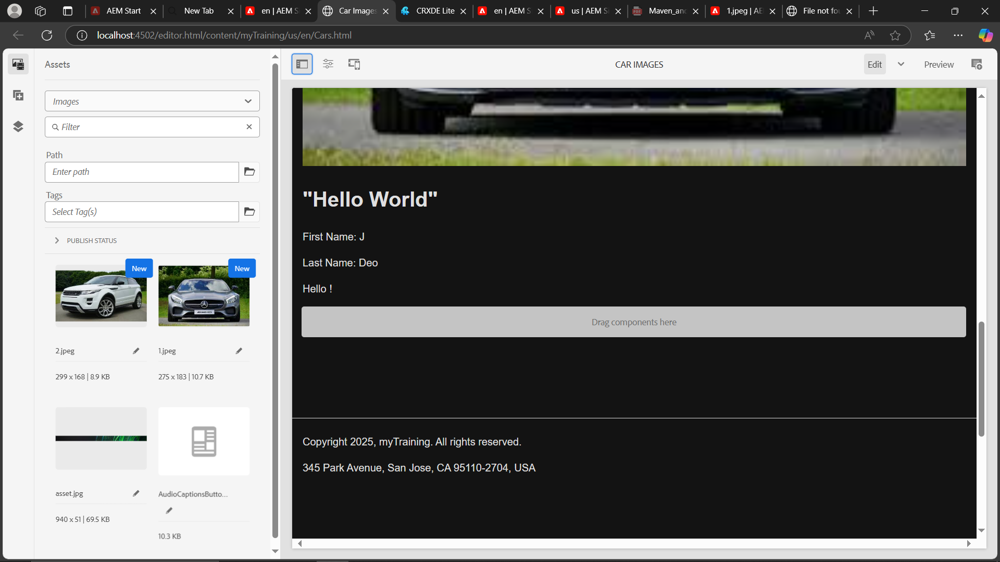 AEM Start
New Tab
en | AEM S
Car Images
CRXDE Lite
en | AEM S
us | AEM Si
Maven_and
1.jpeg | AE
File not fou
localhost:4502/editor.html/content/myTraining/us/en/Cars.html
Assets
CAR IMAGES
Edit
Preview
Images
Filter
Path
Enter path
Tags
Select Tag(s)
PUBLISH STATUS
New
New
2.jpeg
1.jpeg
299 x 168 | 8.9 KB
275 x 183 | 10.7 KB
asset.jpg
AudioCaptionsButto...
940 x 51 | 69.5 KB
10.3 KB
"Hello World"
First Name: J
Last Name: Deo
Hello !
Drag components here
Copyright 2025, myTraining. All rights reserved.
345 Park Avenue, San Jose, CA 95110-2704, USA